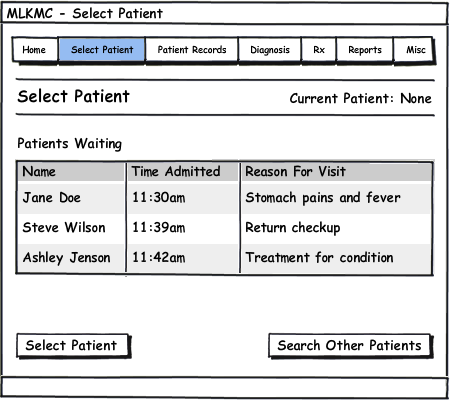 MLKMC - Select Patient
Home Select Patient Patient Records Diagnosis Rx Reports Misc
Select Patient Current Patient: None
Patients Waiting
Name Time Admitted Reason For Visit
Jane Doe 11:30am Stomach pains and fever
Steve Wilson 11:39am Return checkup
Ashley Jenson 11:42am Treatment for condition
Select Patient Search Other Patients